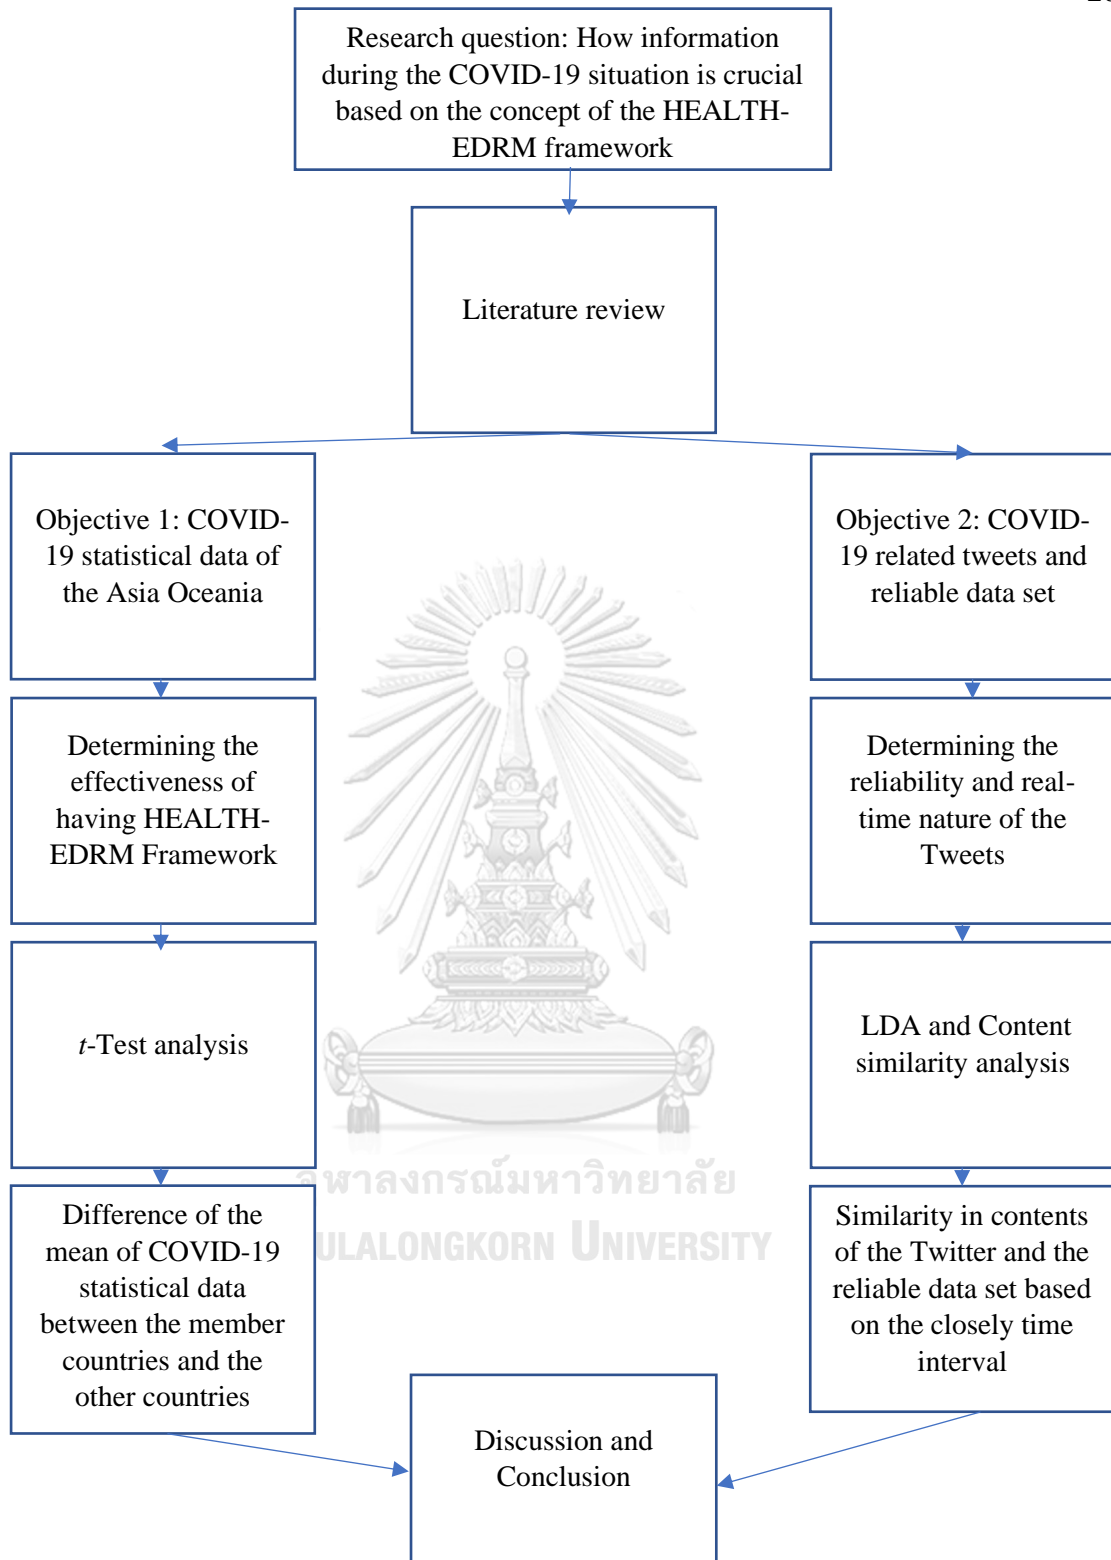 Research question: How information
during the COVID-19 situation is crucial
based on the concept of the HEALTH-
EDRM framework
Literature review
Objective 1: COVID-
19 statistical data of
the Asia Oceania
Objective 2: COVID-
19 related tweets and
reliable data set
Determining the
effectiveness of
having HEALTH-
EDRM Framework
Determining the
reliability and real-
time nature of the
Tweets
t-Test analysis
LDA and Content
similarity analysis
จุฬาลงกรณ์มหาวิทยาลัย
ULALONGKORN UNIVERSITY
Difference of the
mean of COVID-19
statistical data
between the member
countries and the
other countries
Similarity in contents
of the Twitter and the
reliable data set based
on the closely time
interval
Discussion and
Conclusion